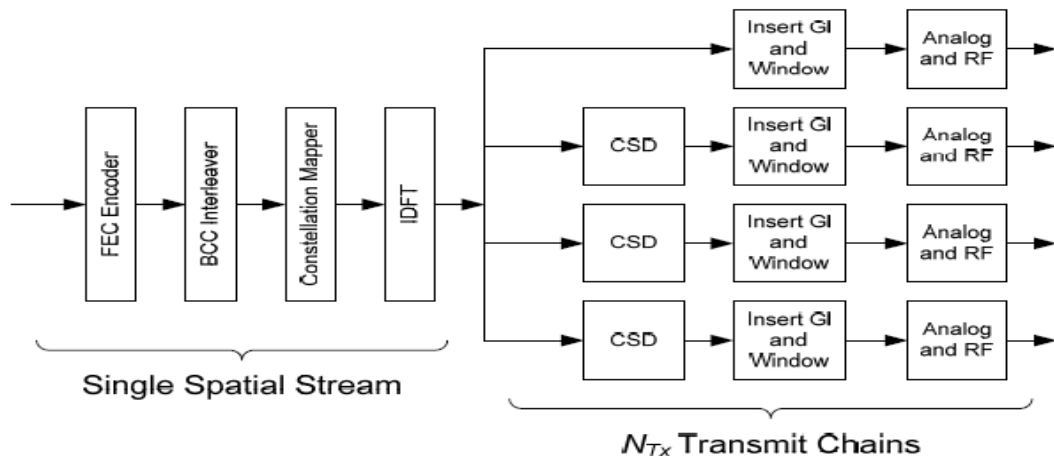 FEC Encoder
BCC Interleaver
Constellation Mapper
IDFT
Insert GI
and
Window
Analog
and RF
CSD
Insert GI
and
Window
Analog
and RF
CSD
Insert GI
and
Window
Analog
and RF
CSD
Insert GI
and
Window
Analog
and RF
Single Spatial Stream
NTx Transmit Chains